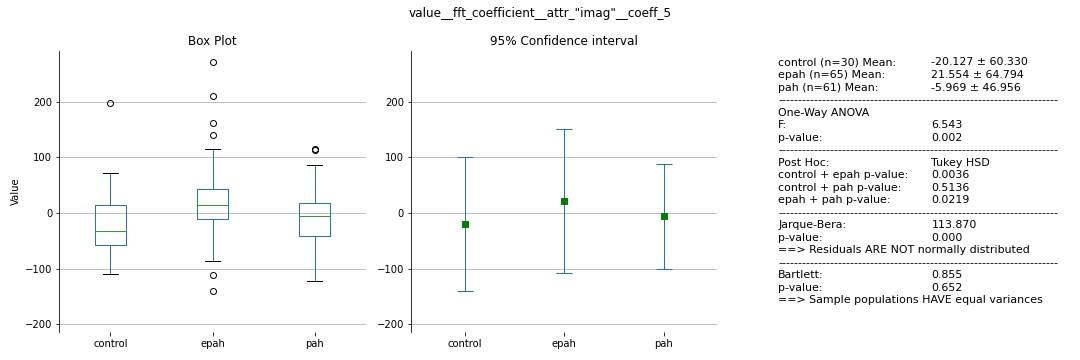 value__fft_coefficient__attr_"imag"__coeff_5
Box Plot
Value
200
100
0
−100
−200
control
epah
pah
95% Confidence interval
200
100
0
−100
−200
control
epah
pah
control (n=30) Mean: -20.127 ± 60.330
epah (n=65) Mean: 21.554 ± 64.794
pah (n=61) Mean: -5.969 ± 46.956
One-Way ANOVA
F: 6.543
p-value: 0.002
Post Hoc: Tukey HSD
control + epah p-value: 0.0036
control + pah p-value: 0.5136
epah + pah p-value: 0.0219
Jarque-Bera: 113.870
p-value: 0.000
==> Residuals ARE NOT normally distributed
Bartlett: 0.855
p-value: 0.652
==> Sample populations HAVE equal variances